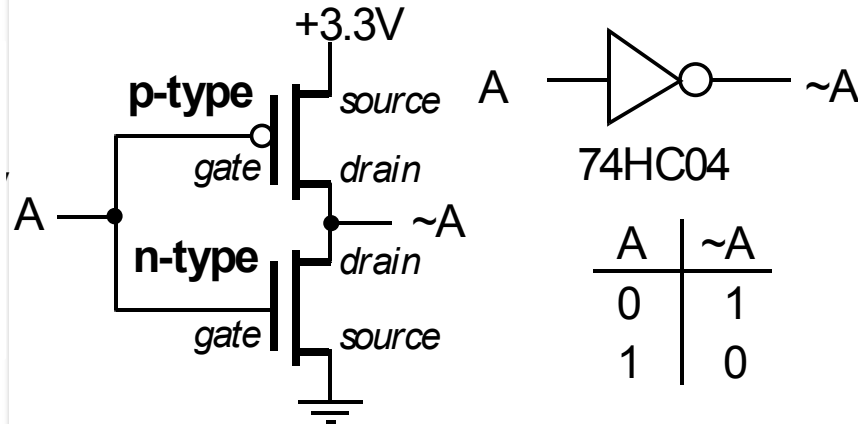 +3.3V
p-type
source
gate
drain
A
~A
n-type
drain
gate
source
A
~A
74HC04
A ~A
0 1
1 0